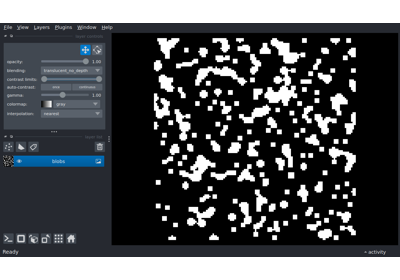 File View Layers Plugins Window Help
layer controls
opacity: 1.00
blending: translucent_no_depth
contrast limits:
auto-contrast: once continuous
gamma: 1.00
colormap: gray
interpolation: nearest
layer list
blobs
Ready
activity